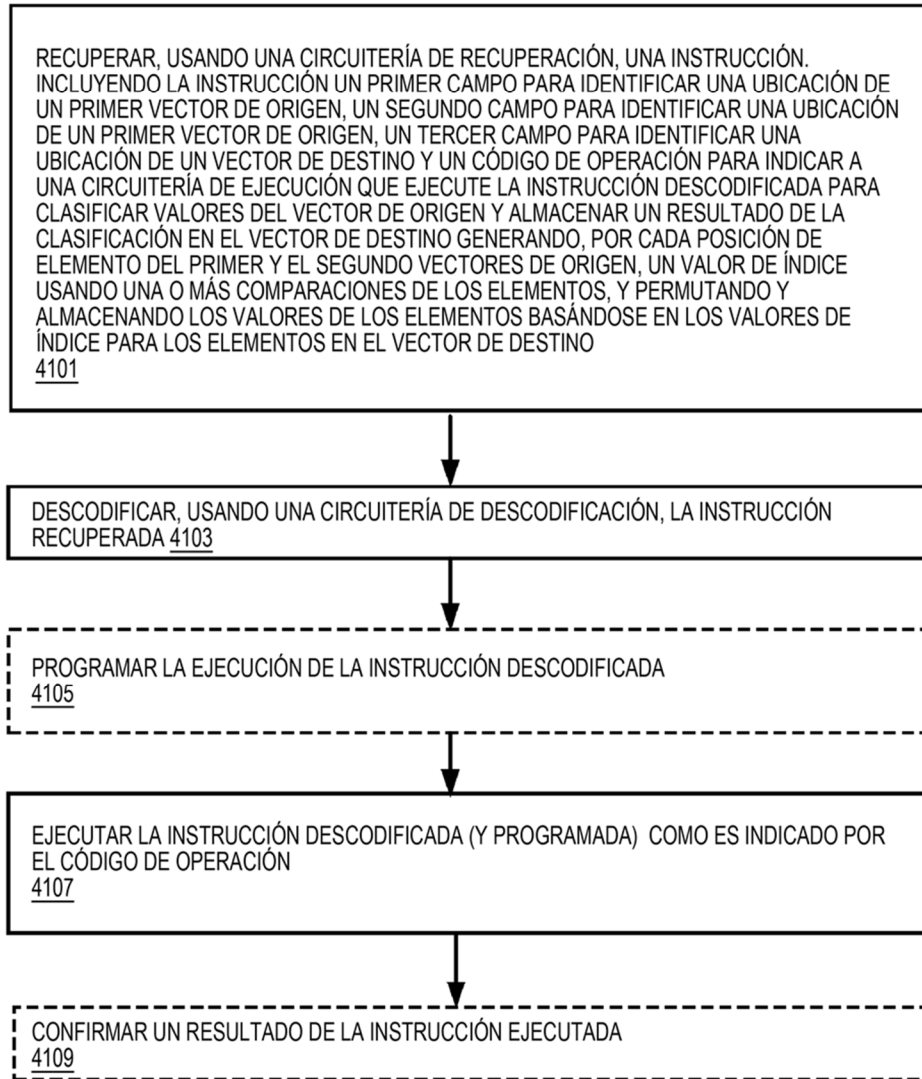 RECUPERAR, USANDO UNA CIRCUITERÍA DE RECUPERACIÓN, UNA INSTRUCCIÓN.
INCLUYENDO LA INSTRUCCIÓN UN PRIMER CAMPO PARA IDENTIFICAR UNA UBICACIÓN DE
UN PRIMER VECTOR DE ORIGEN, UN SEGUNDO CAMPO PARA IDENTIFICAR UNA UBICACIÓN
DE UN PRIMER VECTOR DE ORIGEN, UN TERCER CAMPO PARA IDENTIFICAR UNA
UBICACIÓN DE UN VECTOR DE DESTINO Y UN CÓDIGO DE OPERACIÓN PARA INDICAR A
UNA CIRCUITERÍA DE EJECUCIÓN QUE EJECUTE LA INSTRUCCIÓN DESCODIFICADA PARA
CLASIFICAR VALORES DEL VECTOR DE ORIGEN Y ALMACENAR UN RESULTADO DE LA
CLASIFICACIÓN EN EL VECTOR DE DESTINO GENERANDO, POR CADA POSICIÓN DE
ELEMENTO DEL PRIMER Y EL SEGUNDO VECTORES DE ORIGEN, UN VALOR DE ÍNDICE
USANDO UNA O MÁS COMPARACIONES DE LOS ELEMENTOS, Y PERMUTANDO Y
ALMACENANDO LOS VALORES DE LOS ELEMENTOS BASÁNDOSE EN LOS VALORES DE
ÍNDICE PARA LOS ELEMENTOS EN EL VECTOR DE DESTINO
4101
DESCODIFICAR, USANDO UNA CIRCUITERÍA DE DESCODIFICACIÓN, LA INSTRUCCIÓN
RECUPERADA 4103
PROGRAMAR LA EJECUCIÓN DE LA INSTRUCCIÓN DESCODIFICADA
4105
EJECUTAR LA INSTRUCCIÓN DESCODIFICADA (Y PROGRAMADA) COMO ES INDICADO POR
EL CÓDIGO DE OPERACIÓN
4107
CONFIRMAR UN RESULTADO DE LA INSTRUCCIÓN EJECUTADA
4109